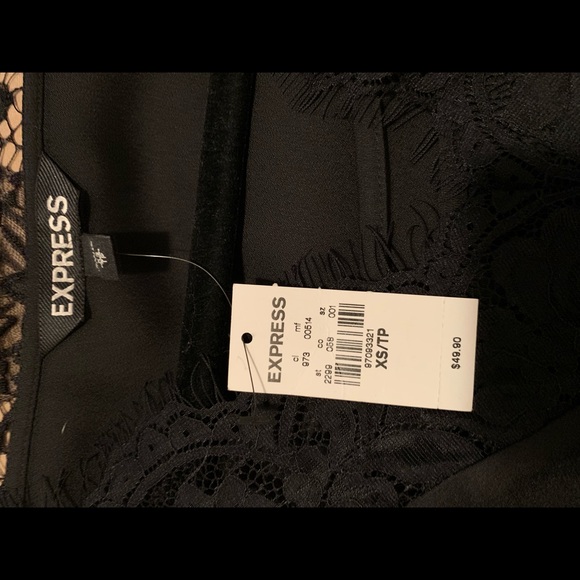 EXPRESS
EXPRESS
cl mf
973 00514
st co sz
2299 058 001
97093321
XS/TP
$49.90